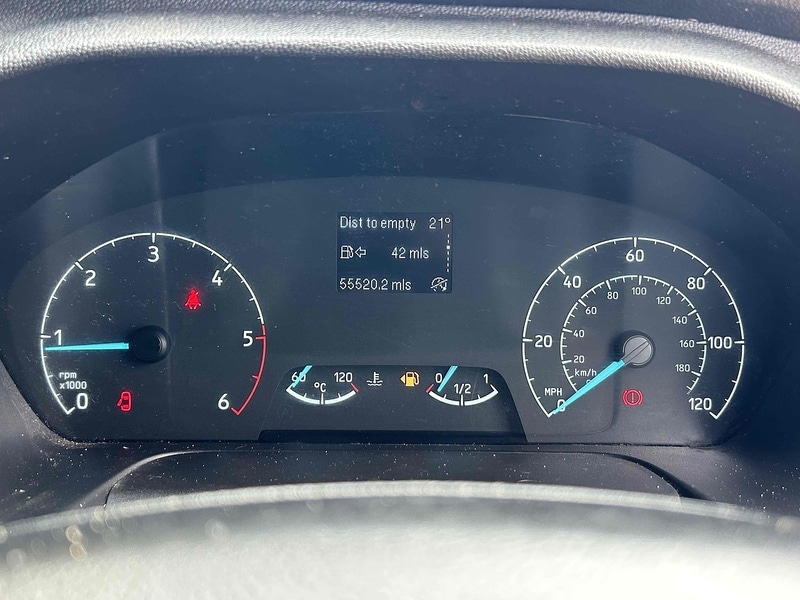 Dist to empty 21°
42 mls
55520.2 mls
0 1 2 3 4 5 6
rpm
x1000
60 120
°C
0 1/2 1
0 20 40 60 80 100 120
MPH
20 40 60 80 100 120 140 160 180
km/h